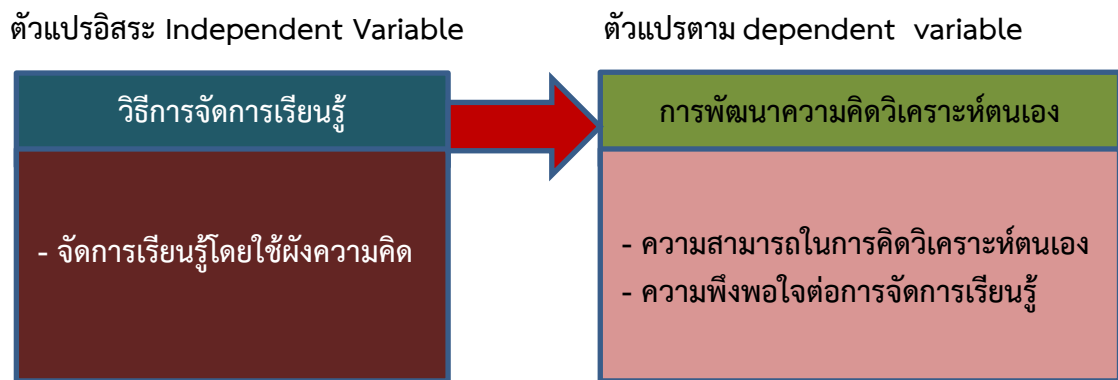 ตัวแปรอิสระ Independent Variable
ตัวแปรตาม dependent variable
วิธีการจัดการเรียนรู้
การพัฒนาความคิดวิเคราะห์ตนเอง
- จัดการเรียนรู้โดยใช้ผังความคิด
- ความสามารถในการคิดวิเคราะห์ตนเอง
- ความพึงพอใจต่อการจัดการเรียนรู้